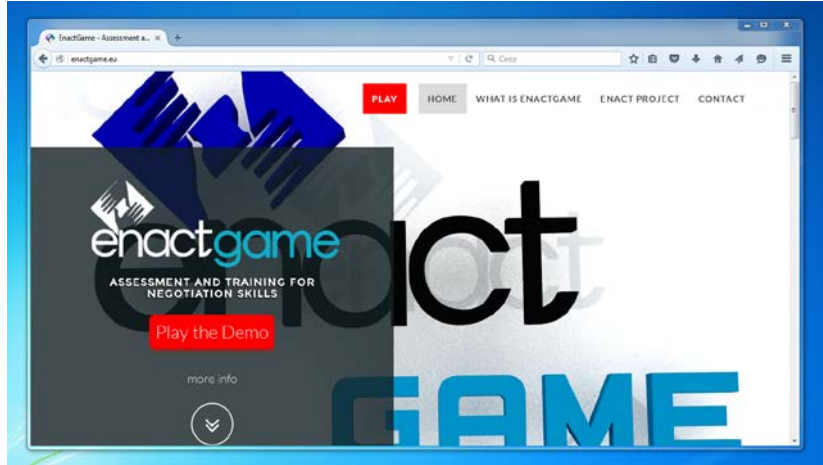 EnactGame - Assessment a...
enactgame.eu
Cerca
PLAY
HOME
WHAT IS ENACTGAME
ENACT PROJECT
CONTACT
enact
GAME
enactgame
ASSESSMENT AND TRAINING FOR
NEGOTIATION SKILLS
Play the Demo
more info